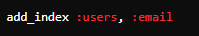 add_index :users, :email